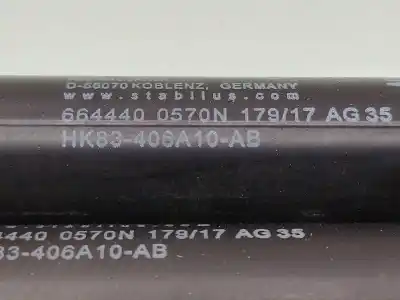 D-56070 KOBLENZ, GERMANY
www.stabilus.com
664440 0570N 179/17 AG 35
HK83-406A10-AB
4440 0570N 179/17 AG 35
83-406A10-AB